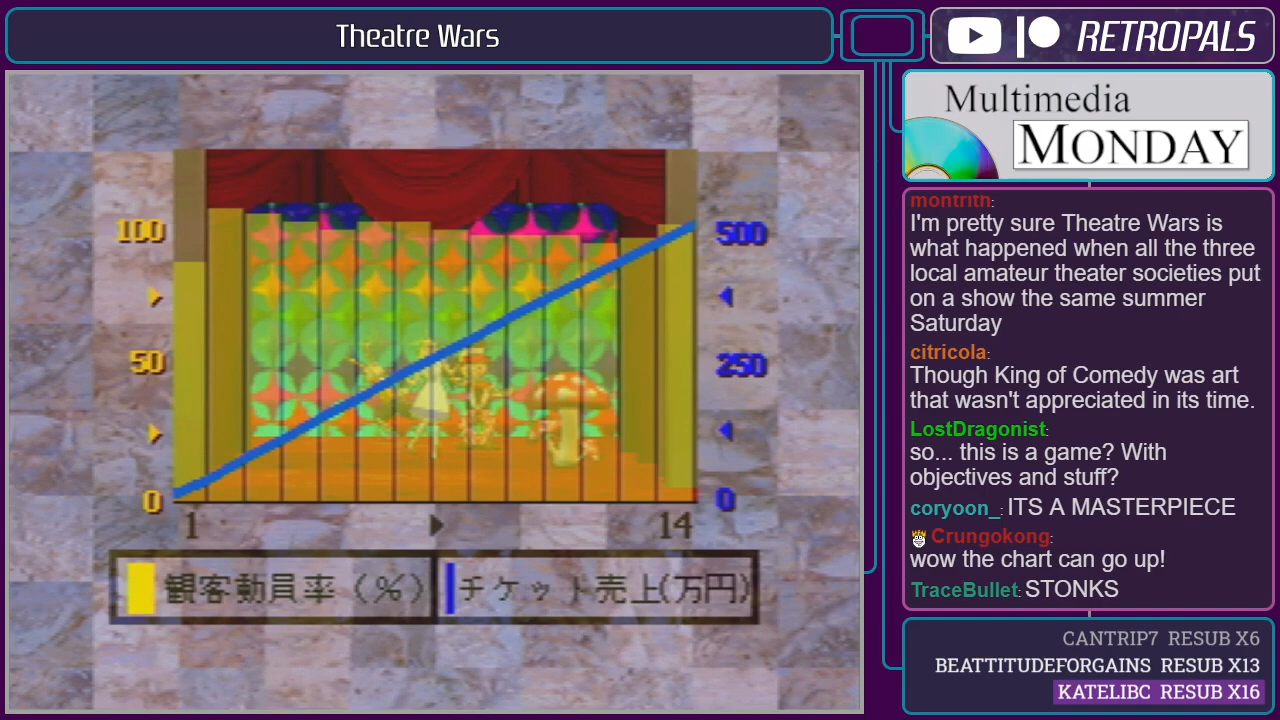 Theatre Wars
RETROPALS
Multimedia
MONDAY
montrith:
I'm pretty sure Theatre Wars is
what happened when all the three
local amateur theater societies put
on a show the same summer
Saturday
citricola:
Though King of Comedy was art
that wasn't appreciated in its time.
LostDragonist:
so... this is a game? With
objectives and stuff?
coryoon_: ITS A MASTERPIECE
Crungokong:
wow the chart can go up!
TraceBullet: STONKS
CANTRIP7 RESUB X6
BEATTITUDEFORGAINS RESUB X13
KATELIBC RESUB X16
100
50
0
500
250
0
1
14
観客動員率(%)
チケット売上(万円)